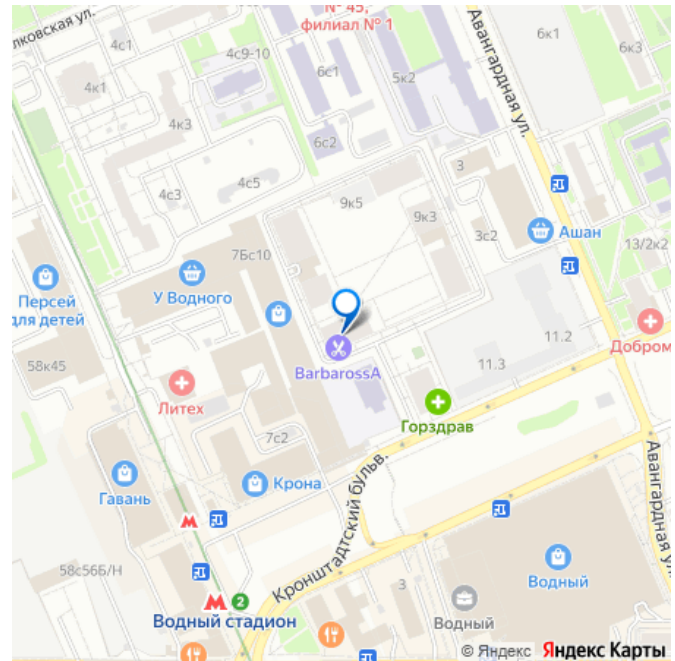 лковская ул.
№ 45,
филиал № 1
4с1
4с9-10
4к1
6с1
5к2
Авангардная ул.
6к1
6к3
4к3
6с2
4с3
4с5
9к5
9к3
3
3с2
Ашан
13/2к2
7Бс10
У Водного
Персей
для детей
58к45
BarbarossA
Литех
11.2
11.3
Добром
Горздрав
7с2
Крона
Гавань
Кронштадтский бульв.
Авангардная ул.
58с56Б/Н
М
М
2
Водный стадион
3
Водный
Водный
© Яндекс Яндекс Карты